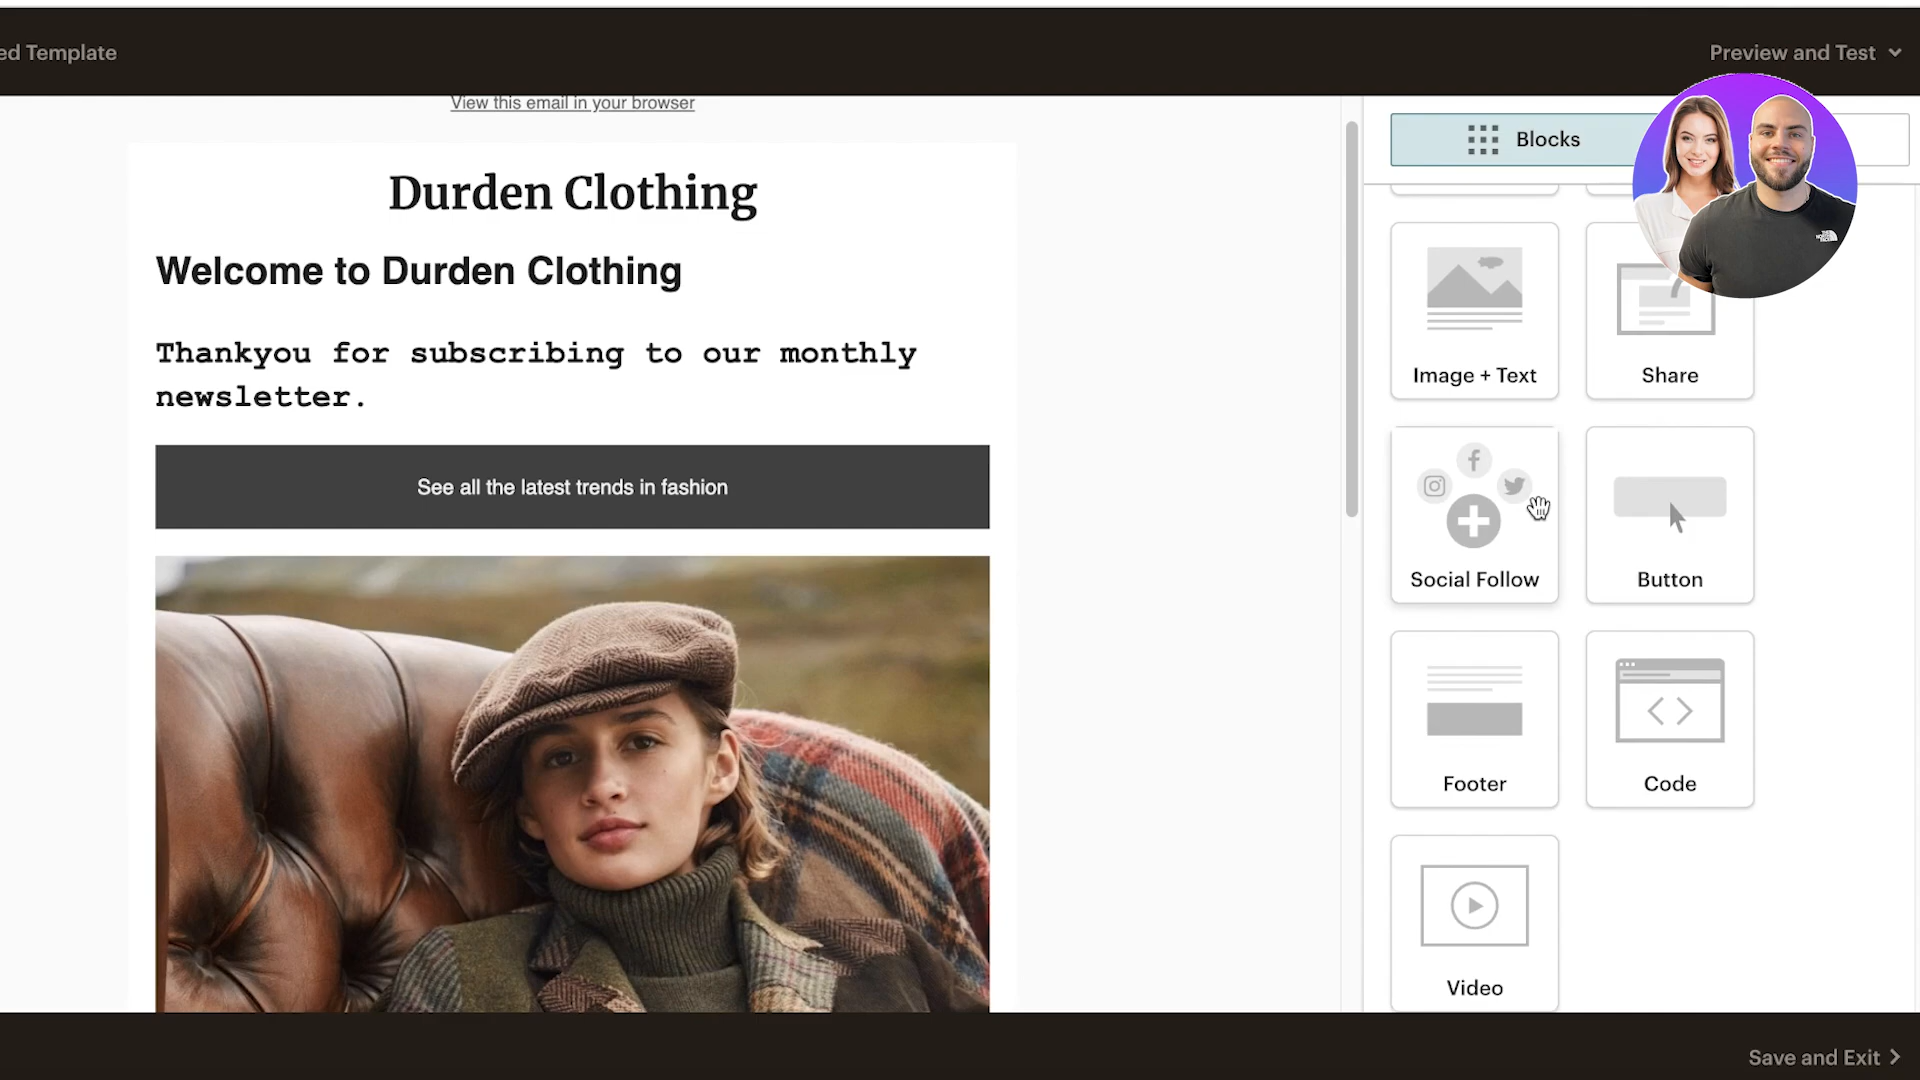 ed Template
Preview and Test
View this email in your browser
Blocks
Durden Clothing
Welcome to Durden Clothing
Thankyou for subscribing to our monthly
newsletter.
See all the latest trends in fashion
Image + Text
Share
Social Follow
Button
Footer
Code
Video
Save and Exit